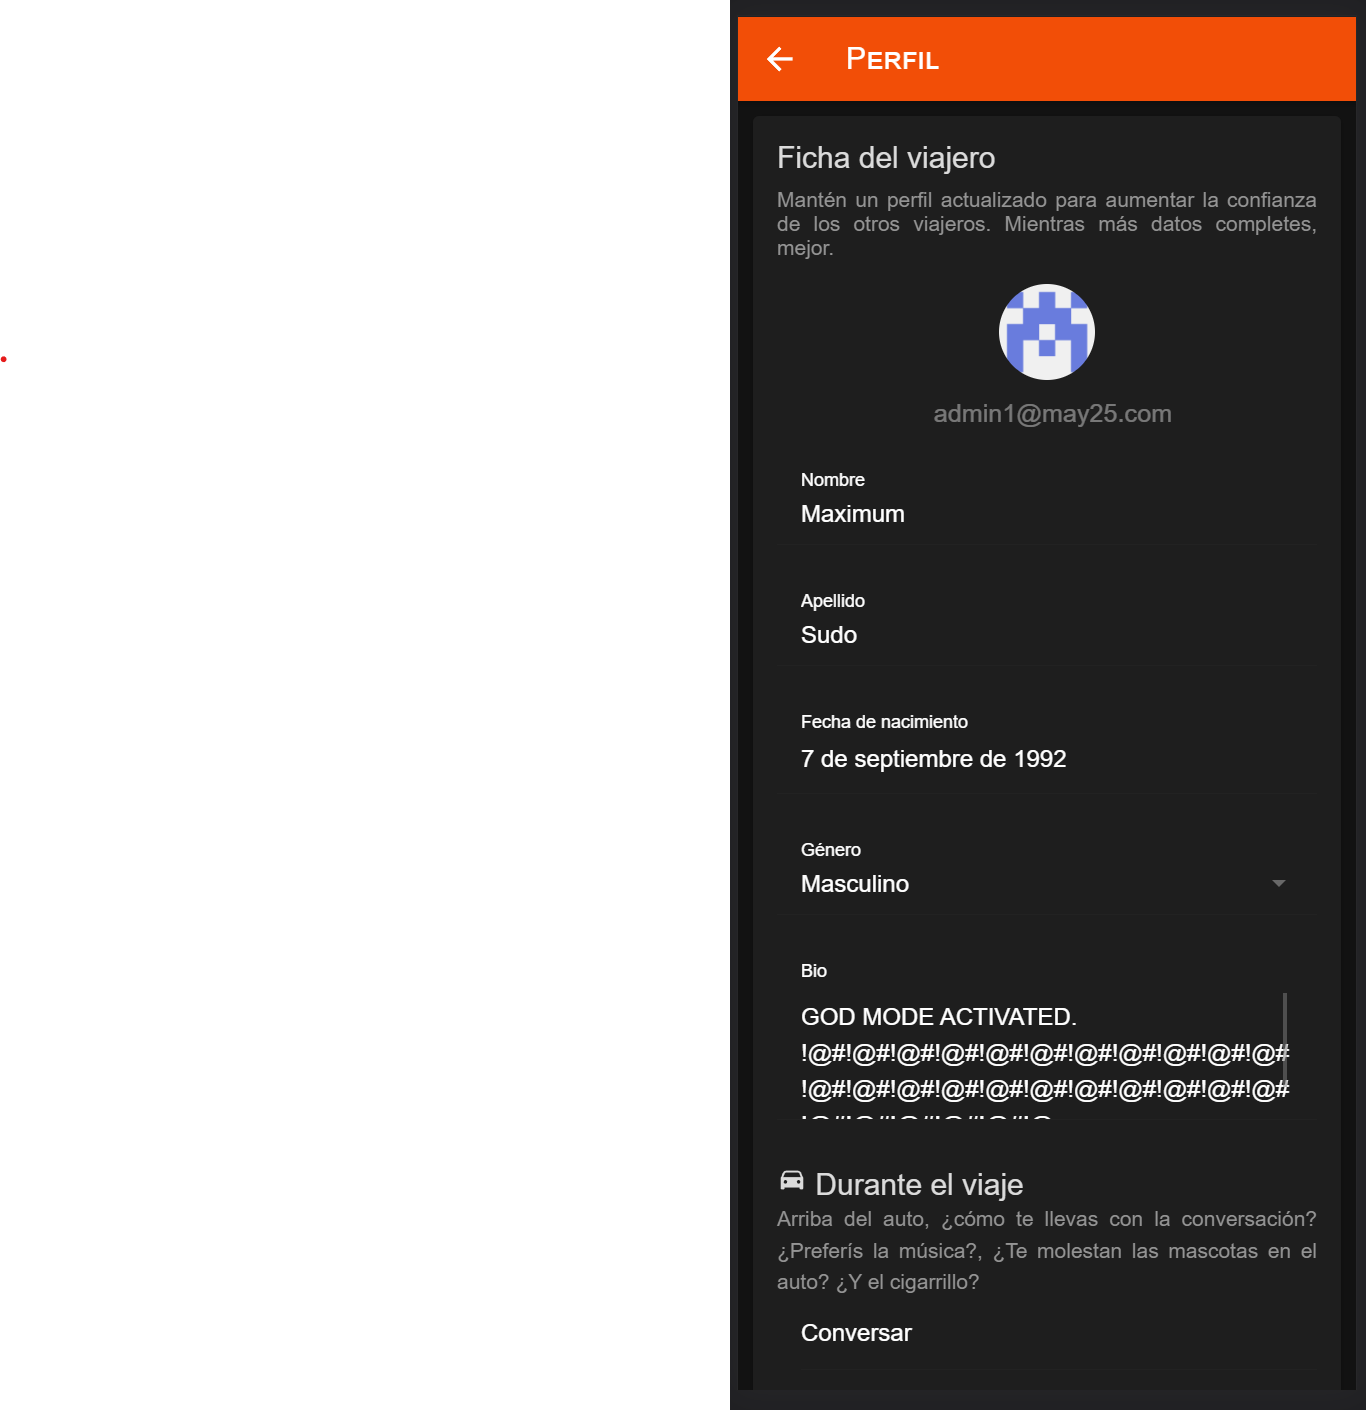 PERFIL
Ficha del viajero
Mantén un perfil actualizado para aumentar la confianza
de los otros viajeros. Mientras más datos completes,
mejor.
admin1@may25.com
Nombre
Maximum
Apellido
Sudo
Fecha de nacimiento
7 de septiembre de 1992
Género
Masculino
Bio
GOD MODE ACTIVATED.
!@#!@#!@#!@#!@#!@#!@#!@#!@#!@#!@#
!@#!@#!@#!@#!@#!@#!@#!@#!@#!@#!@#
Durante el viaje
Arriba del auto, ¿cómo te llevas con la conversación?
¿Preferís la música?, ¿Te molestan las mascotas en el
auto? ¿Y el cigarrillo?
Conversar